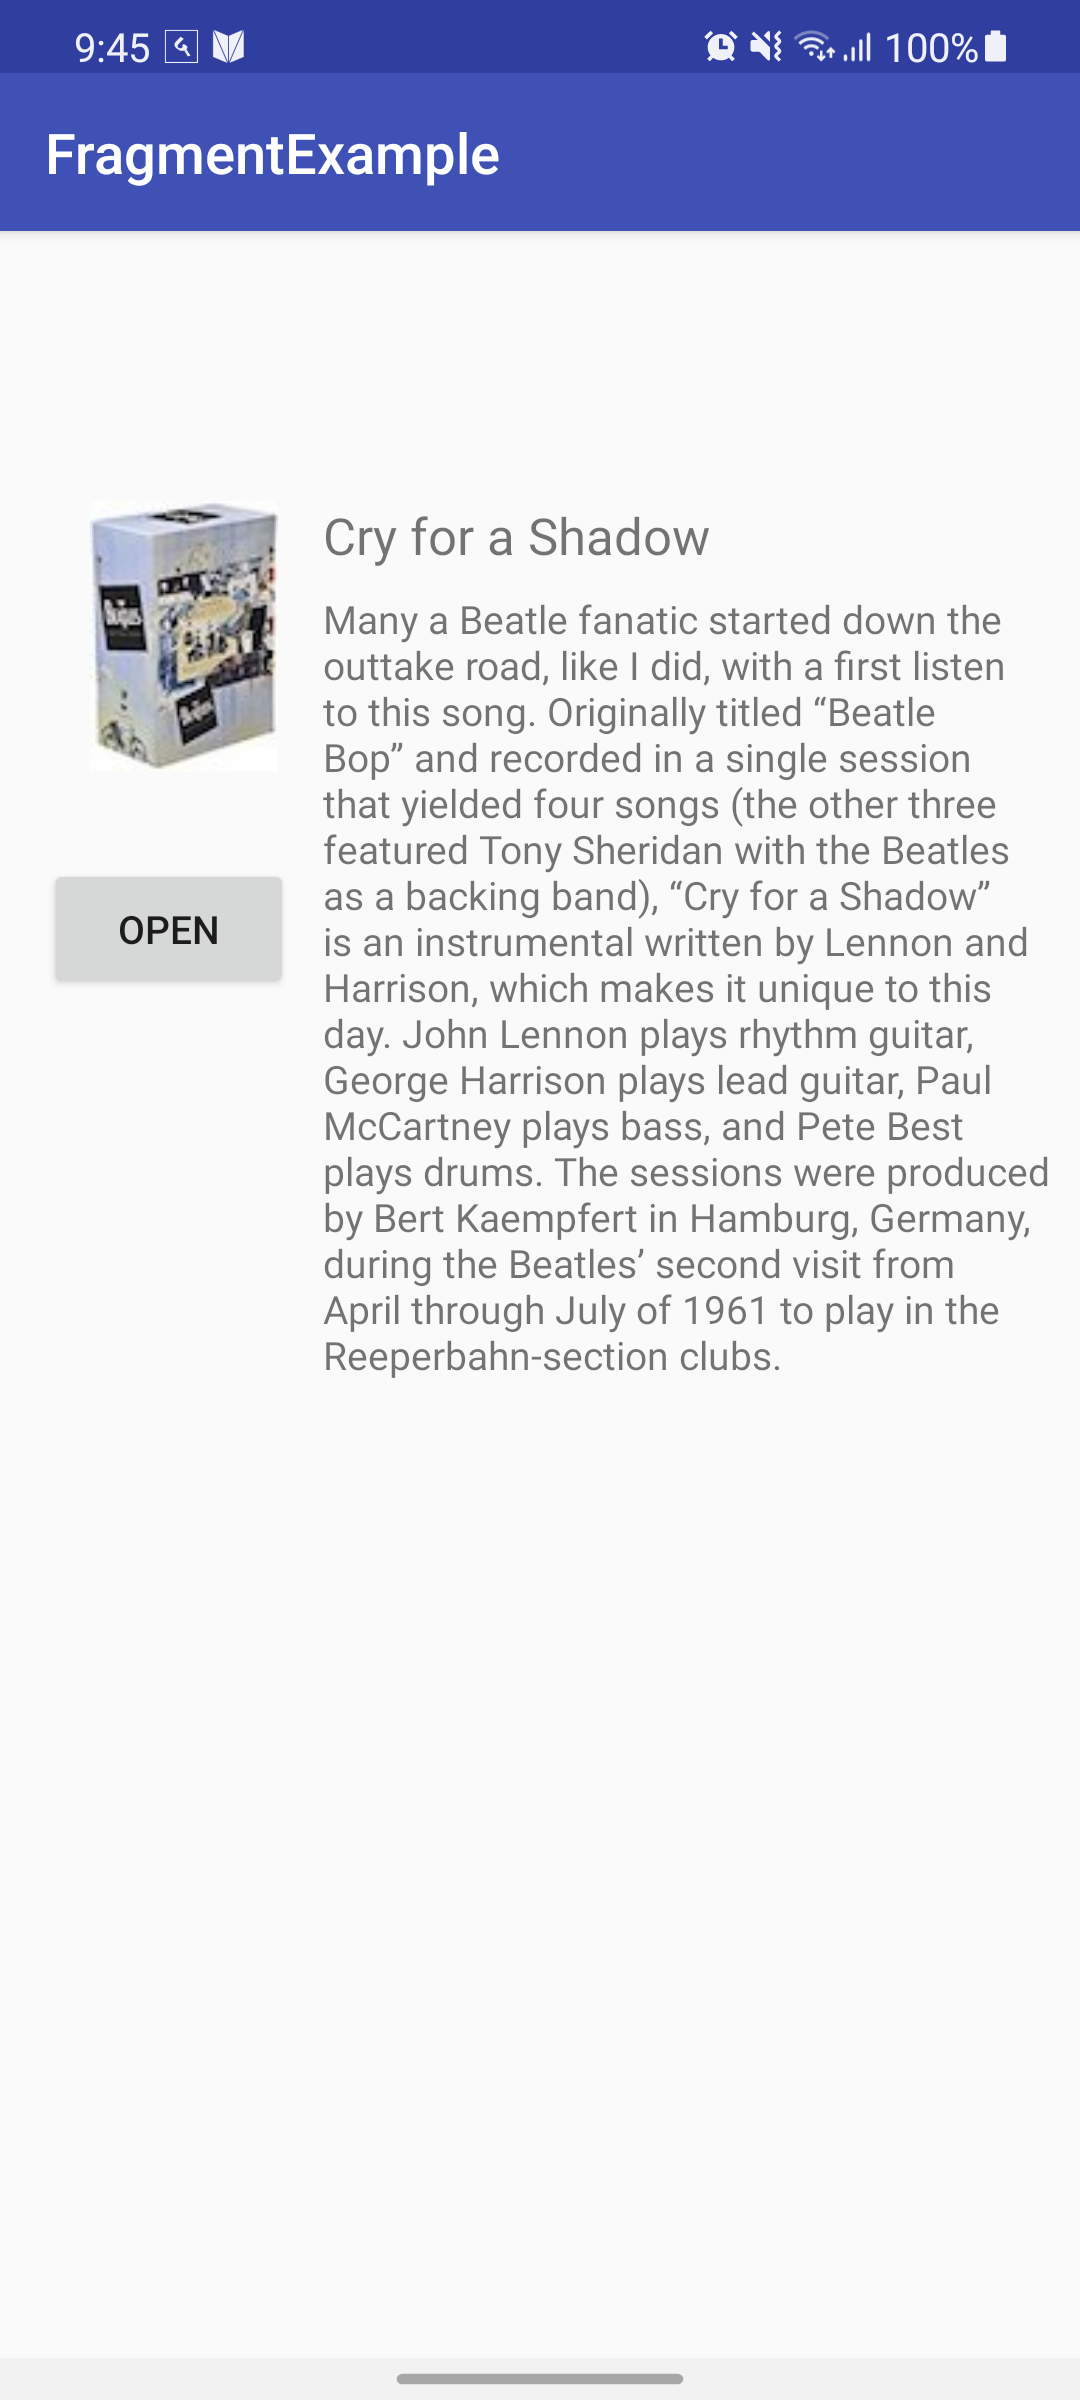 9:45
100%
FragmentExample
Cry for a Shadow
Many a Beatle fanatic started down the
outtake road, like I did, with a first listen
to this song. Originally titled “Beatle
Bop” and recorded in a single session
that yielded four songs (the other three
featured Tony Sheridan with the Beatles
as a backing band), “Cry for a Shadow”
is an instrumental written by Lennon and
Harrison, which makes it unique to this
day. John Lennon plays rhythm guitar,
George Harrison plays lead guitar, Paul
McCartney plays bass, and Pete Best
plays drums. The sessions were produced
by Bert Kaempfert in Hamburg, Germany,
during the Beatles’ second visit from
April through July of 1961 to play in the
Reeperbahn-section clubs.
OPEN